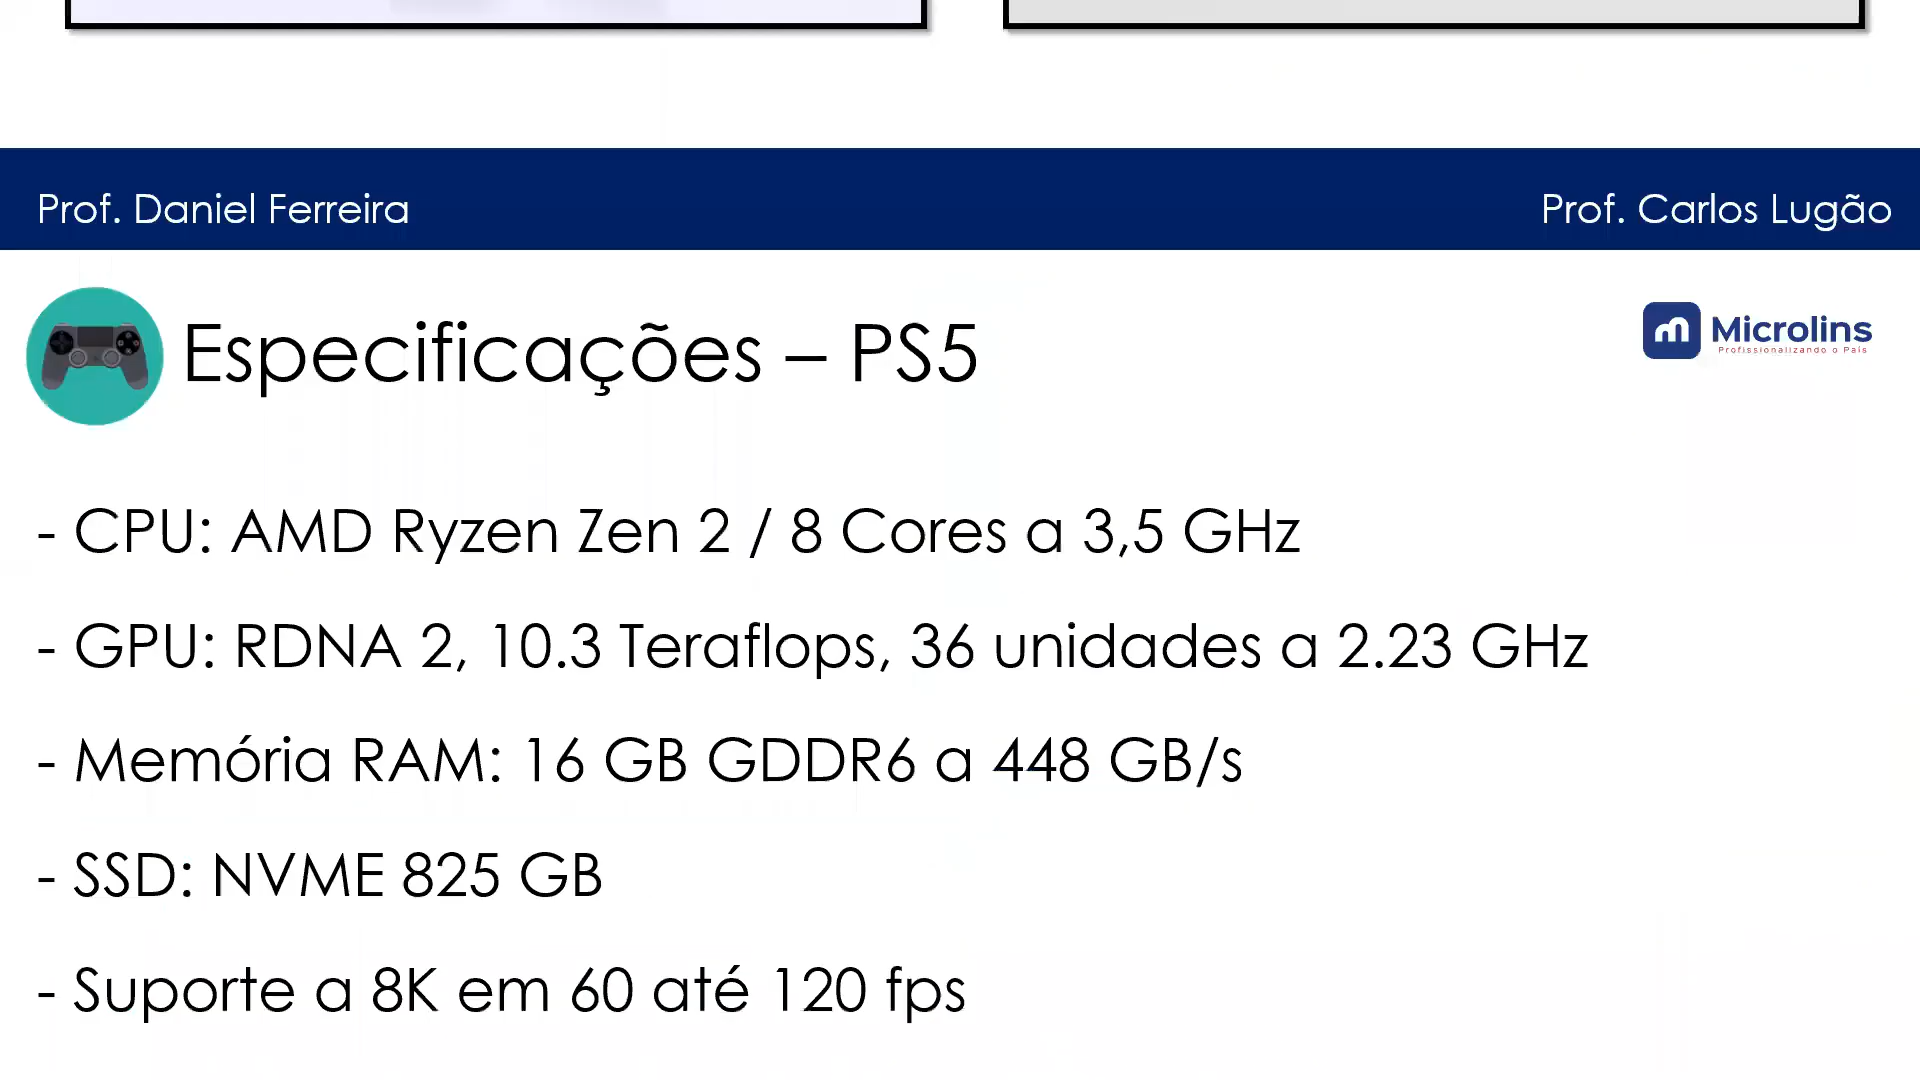 Prof. Daniel Ferreira
Prof. Carlos Lugão
Especificações – PS5
Microlins
Profissionalizando o País
- CPU: AMD Ryzen Zen 2 / 8 Cores a 3,5 GHz
- GPU: RDNA 2, 10.3 Teraflops, 36 unidades a 2.23 GHz
- Memória RAM: 16 GB GDDR6 a 448 GB/s
- SSD: NVME 825 GB
- Suporte a 8K em 60 até 120 fps